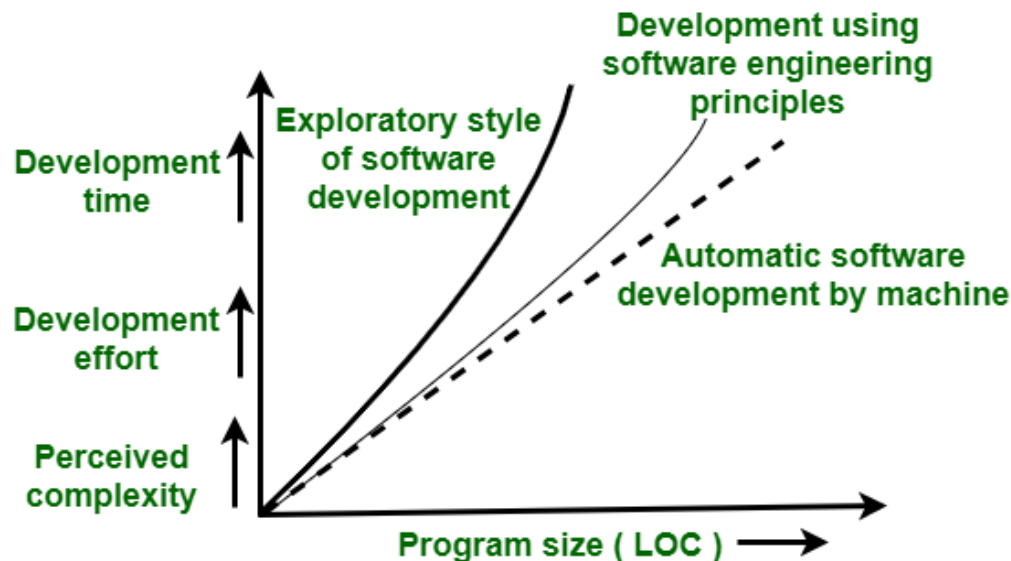 Development using
software engineering
principles
Exploratory style
of software
development
Development
time
Automatic software
development by machine
Development
effort
Perceived
complexity
Program size ( LOC )